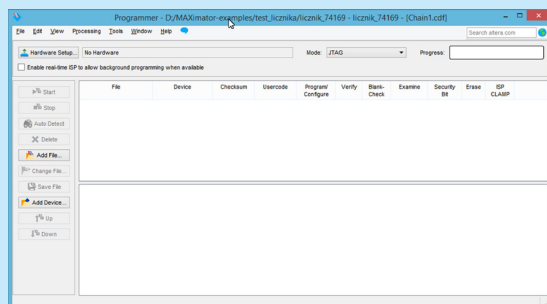 Programmer - D:/MAXimator-examples/test_licznika/licznik_74169 - licznik_74169 - [Chain1.cdf]
File Edit View Processing Tools Window Help
Search altera.com
Hardware Setup... No Hardware Mode: JTAG Progress:
Enable real-time ISP to allow background programming when available
File Device Checksum Usercode Program/ Configure Verify Blank- Check Examine Security Bit Erase ISP CLAMP
Start
Stop
Auto Detect
Delete
Add File...
Change File...
Save File
Add Device...
Up
Down